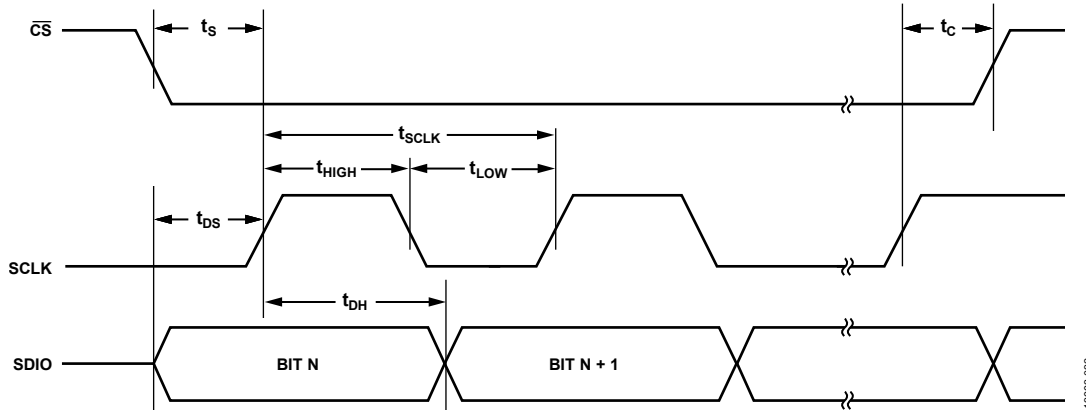 CS tS tC
tSCLK
tHIGH tLOW
tDS
SCLK
tDH
SDIO BIT N BIT N + 1